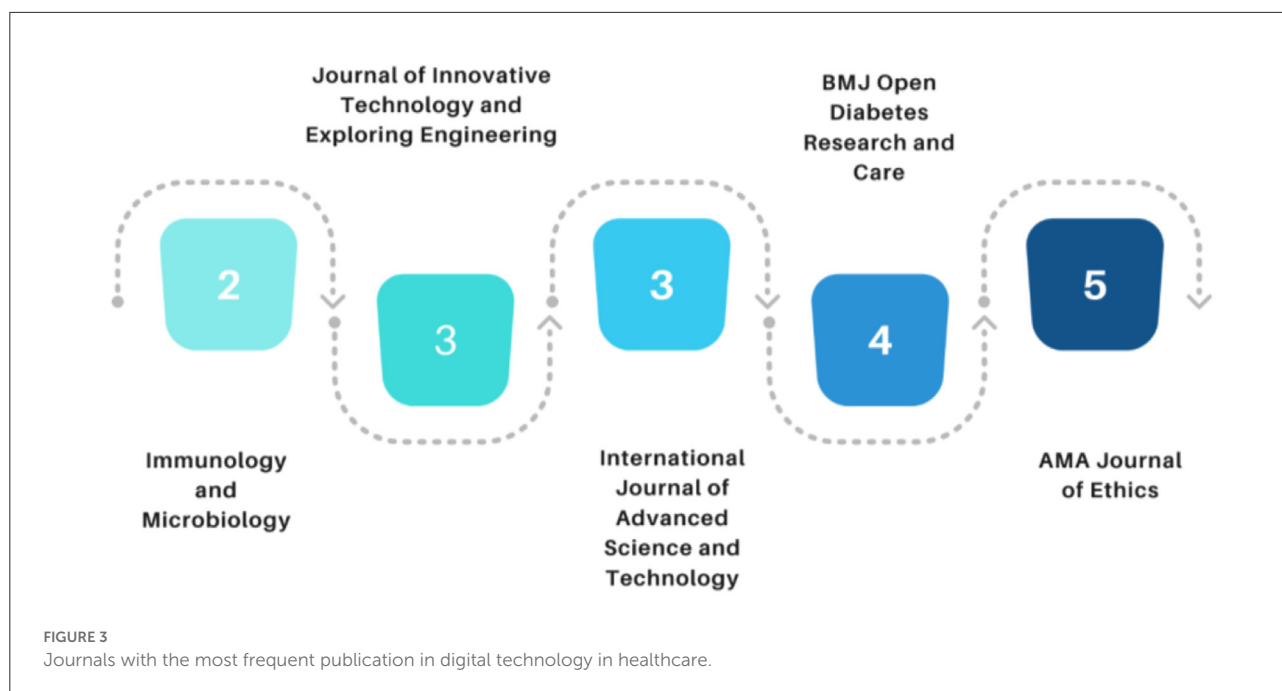 Journal of Innovative
Technology and
Exploring Engineering
BMJ Open
Diabetes
Research and
Care
2
3
3
4
5
Immunology
and
Microbiology
International
Journal of
Advanced
Science and
Technology
AMA Journal
of Ethics
FIGURE 3
Journals with the most frequent publication in digital technology in healthcare.